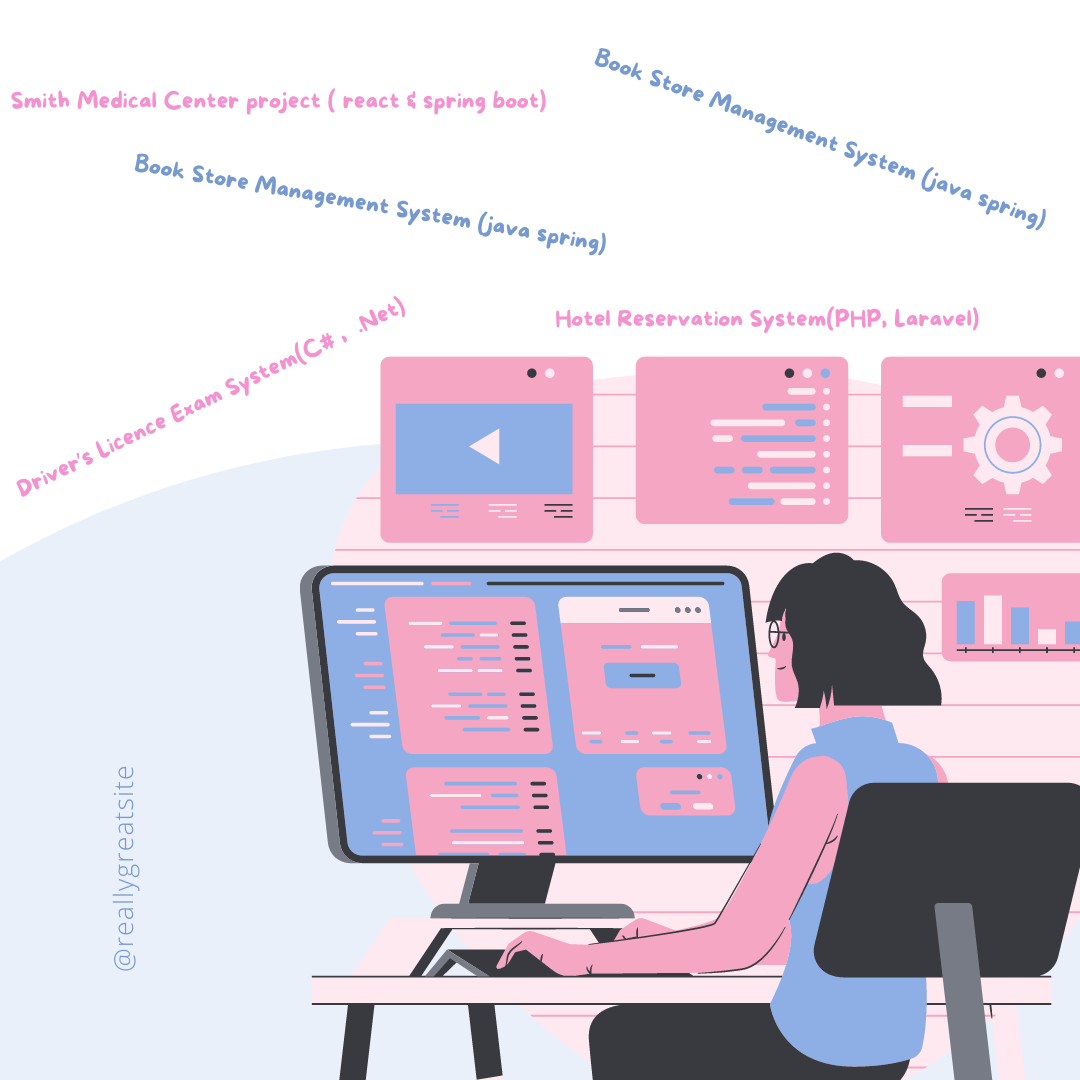 Smith Medical Center project ( react & spring boot)
Book Store Management System (java spring)
Book Store Management System (java spring)
Driver's Licence Exam System(C# , .Net)
Hotel Reservation System(PHP, Laravel)
@reallygreatsite